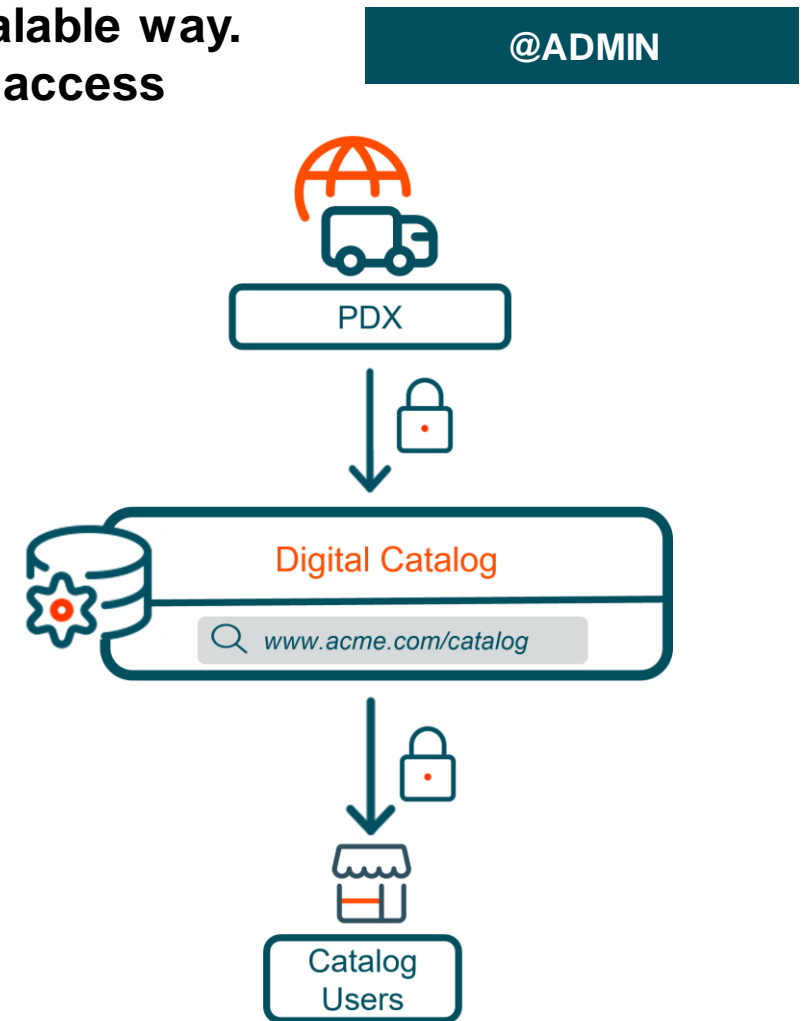 alable way.
access
@ADMIN
PDX
Digital Catalog
www.acme.com/catalog
Catalog
Users